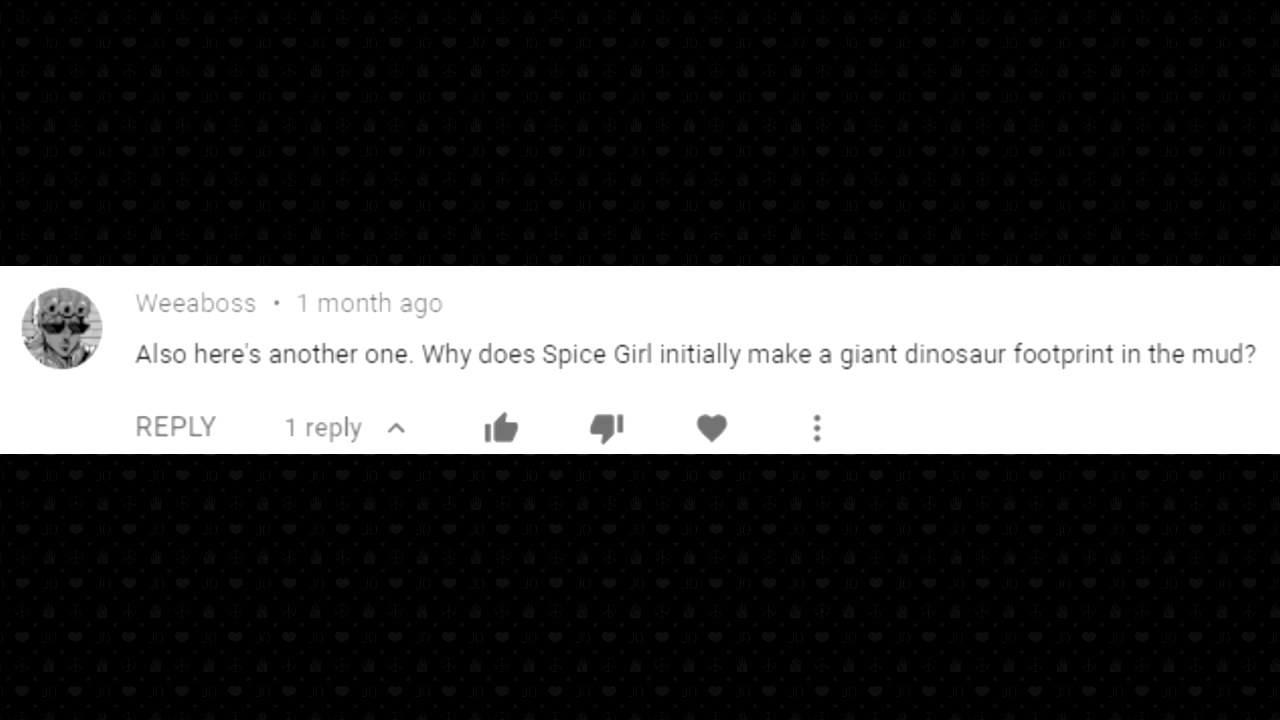 Weeaboss • 1 month ago
Also here's another one. Why does Spice Girl initially make a giant dinosaur footprint in the mud?
REPLY 1 reply